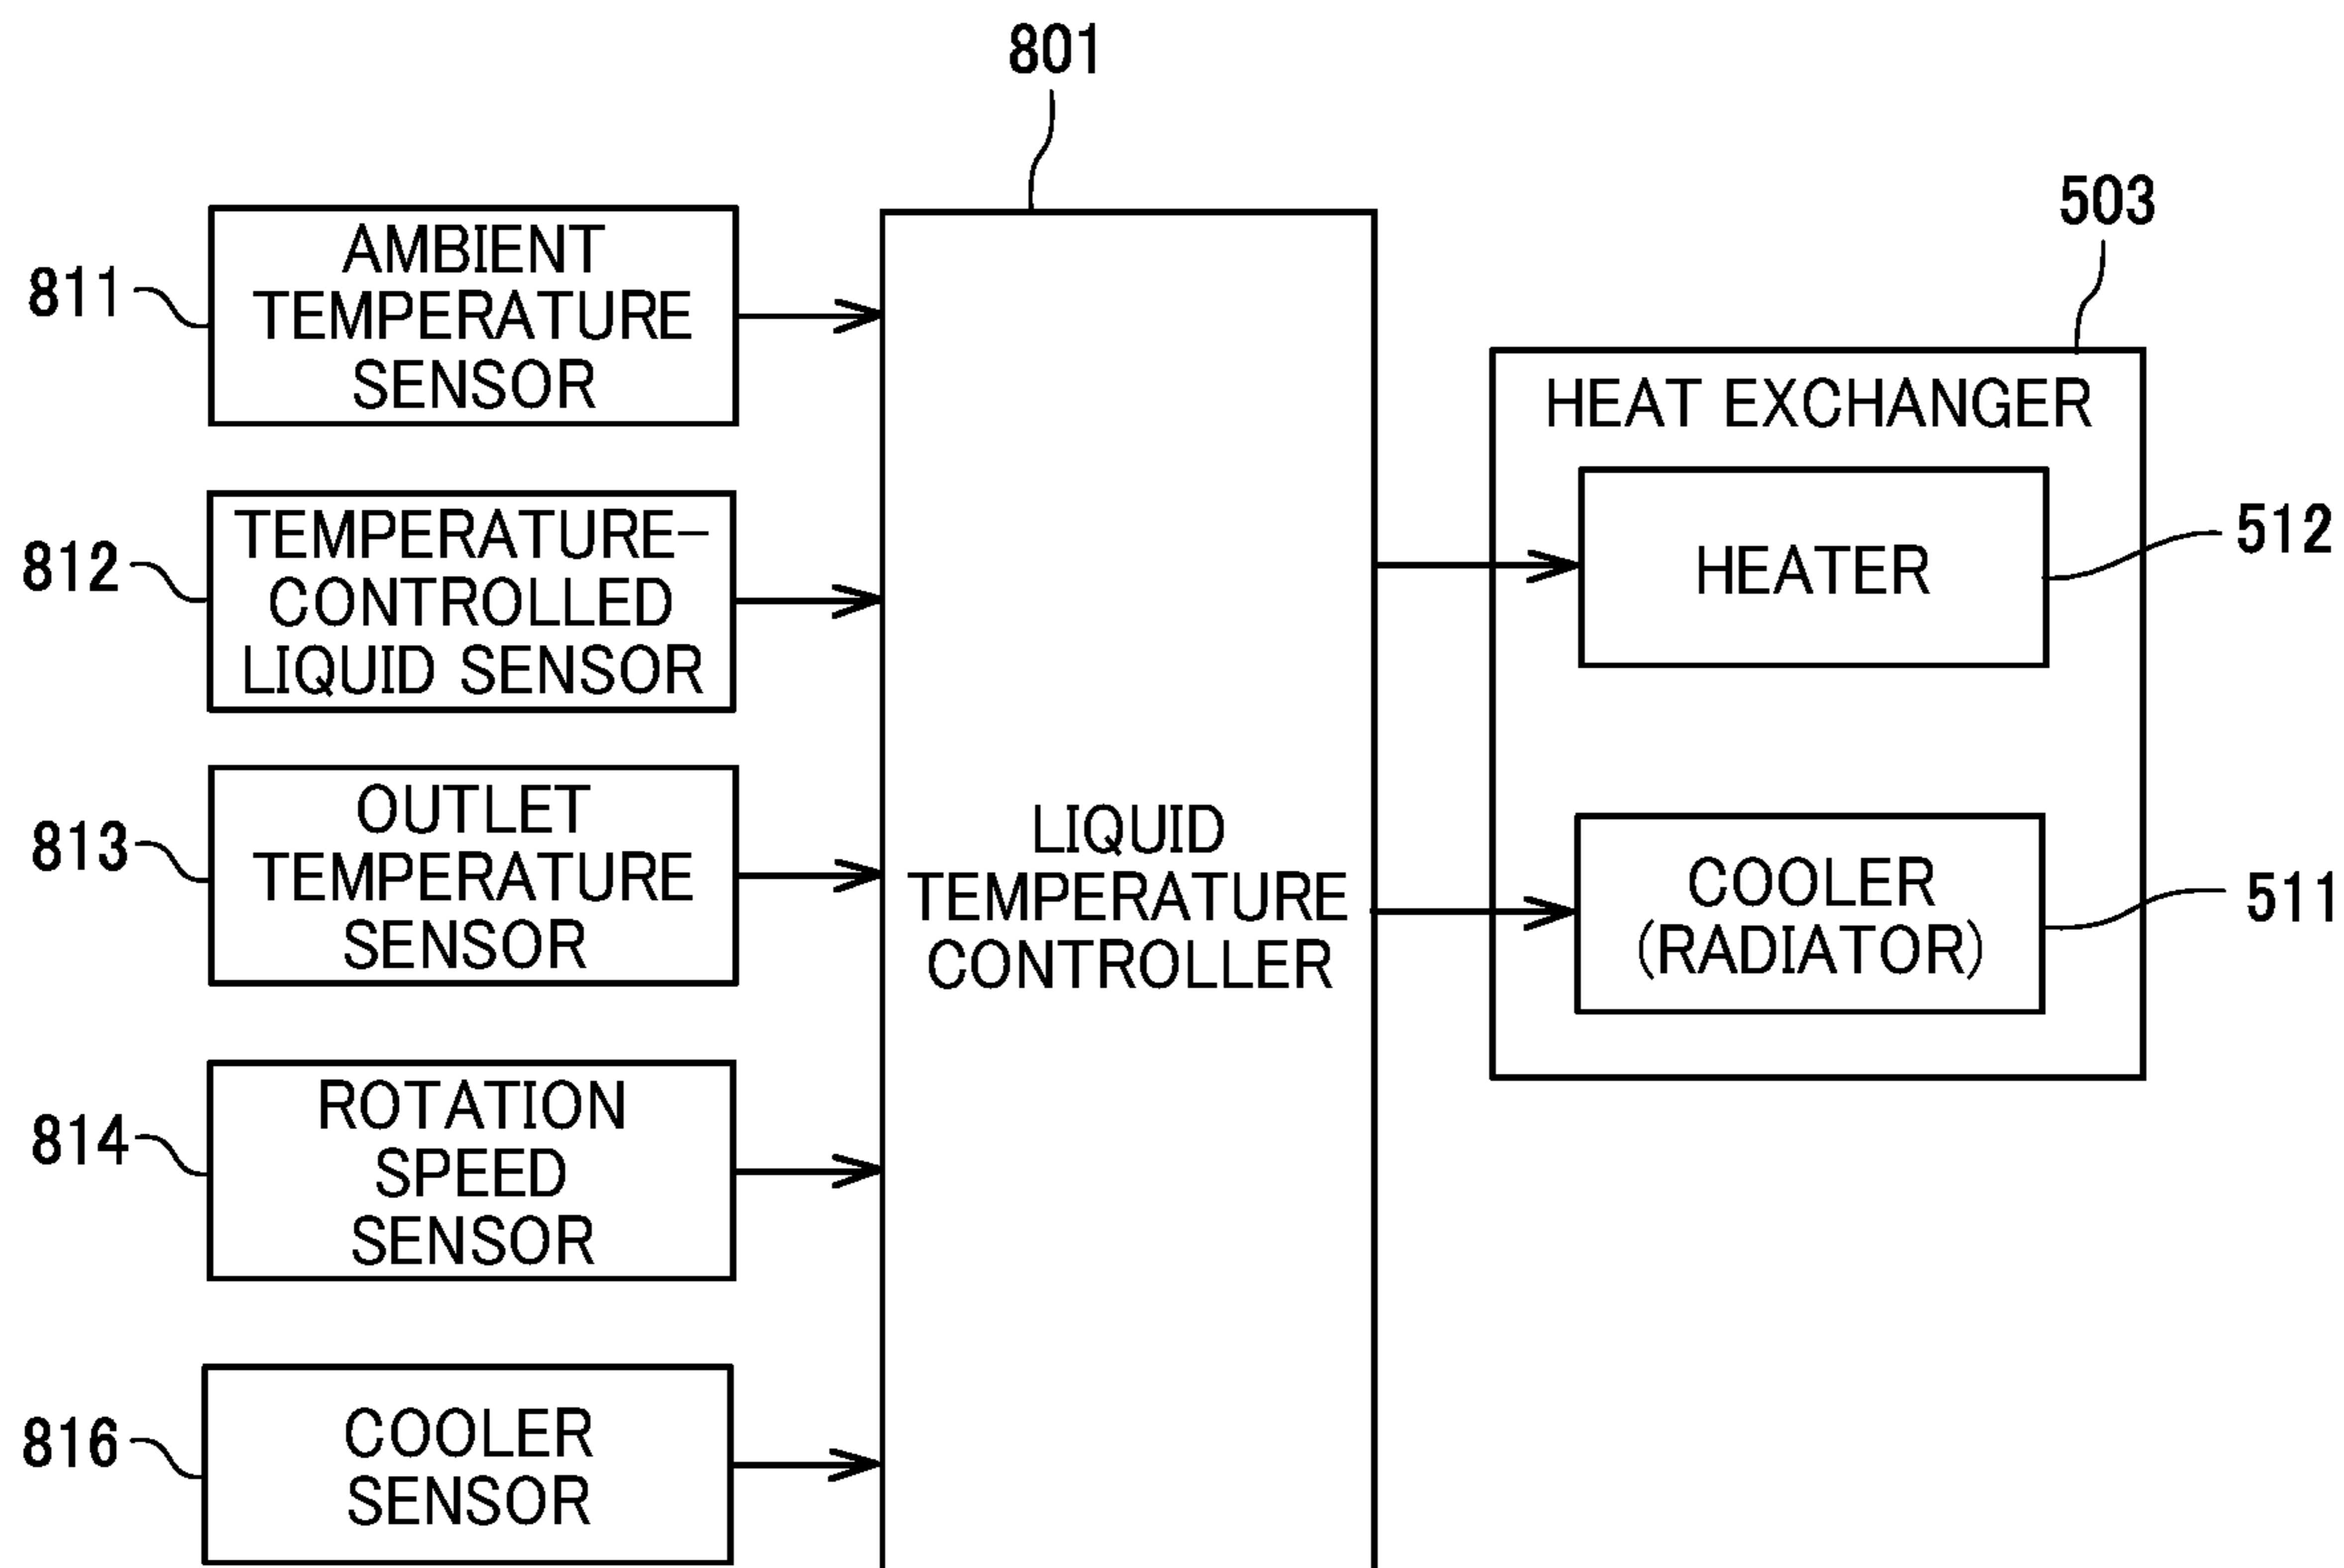 801
503
811
AMBIENT
TEMPERATURE
SENSOR
812
TEMPERATURE-
CONTROLLED
LIQUID SENSOR
813
OUTLET
TEMPERATURE
SENSOR
814
ROTATION
SPEED
SENSOR
816
COOLER
SENSOR
LIQUID
TEMPERATURE
CONTROLLER
HEAT EXCHANGER
HEATER
512
COOLER
(RADIATOR)
511